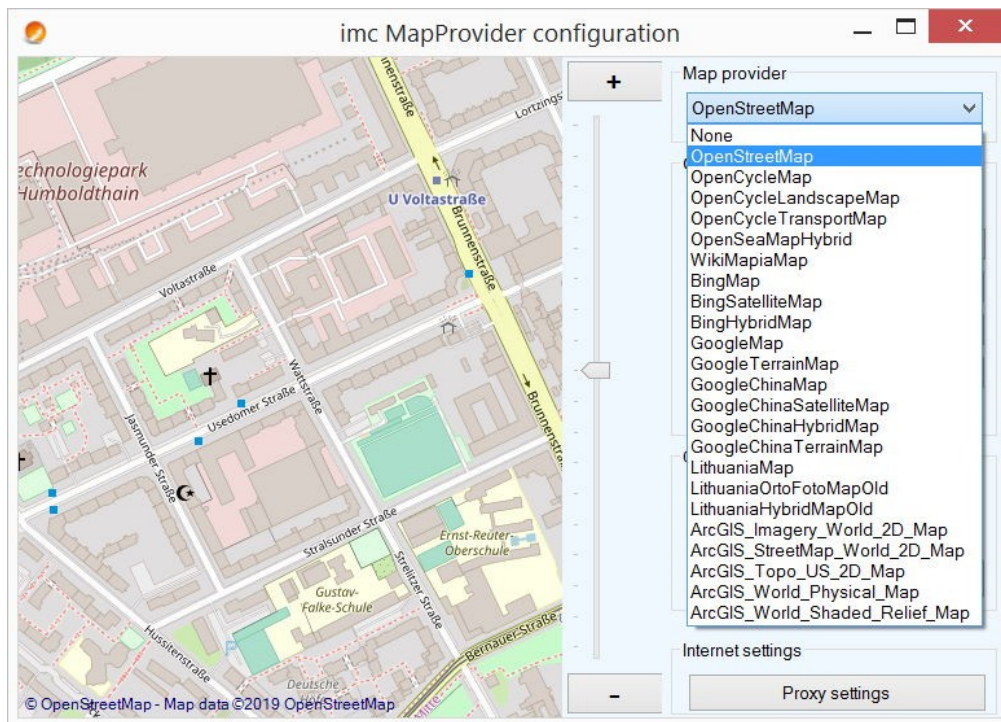 imc MapProvider configuration
Map provider
OpenStreetMap
None
OpenStreetMap
OpenCycleMap
OpenCycleLandscapeMap
OpenCycleTransportMap
OpenSeaMapHybrid
WikiMapiaMap
BingMap
BingSatelliteMap
BingHybridMap
GoogleMap
GoogleTerrainMap
GoogleChinaMap
GoogleChinaSatelliteMap
GoogleChinaHybridMap
GoogleChinaTerrainMap
LithuaniaMap
LithuaniaOrtoFotoMapOld
LithuaniaHybridMapOld
ArcGIS_Imagery_World_2D_Map
ArcGIS_StreetMap_World_2D_Map
ArcGIS_Topo_US_2D_Map
ArcGIS_World_Physical_Map
ArcGIS_World_Shaded_Relief_Map
Internet settings
Proxy settings
+
-
nnenstraße
Lortzings
echnologiepark
Humboldthain
U Voltastraße
Brunnenstraße
Voltastraße
Wattstraße
Usedomer Straße
Jasmunder Straße
Brunnenstra
Stralsunder Straße
Ernst-Reuter-
Oberschule
Strelitzer Straße
Gustav-
Falke-Schule
Hussitenstraße
P
Bernauer-Straße
Deutsche
Mitte
© OpenStreetMap - Map data ©2019 OpenStreetMap